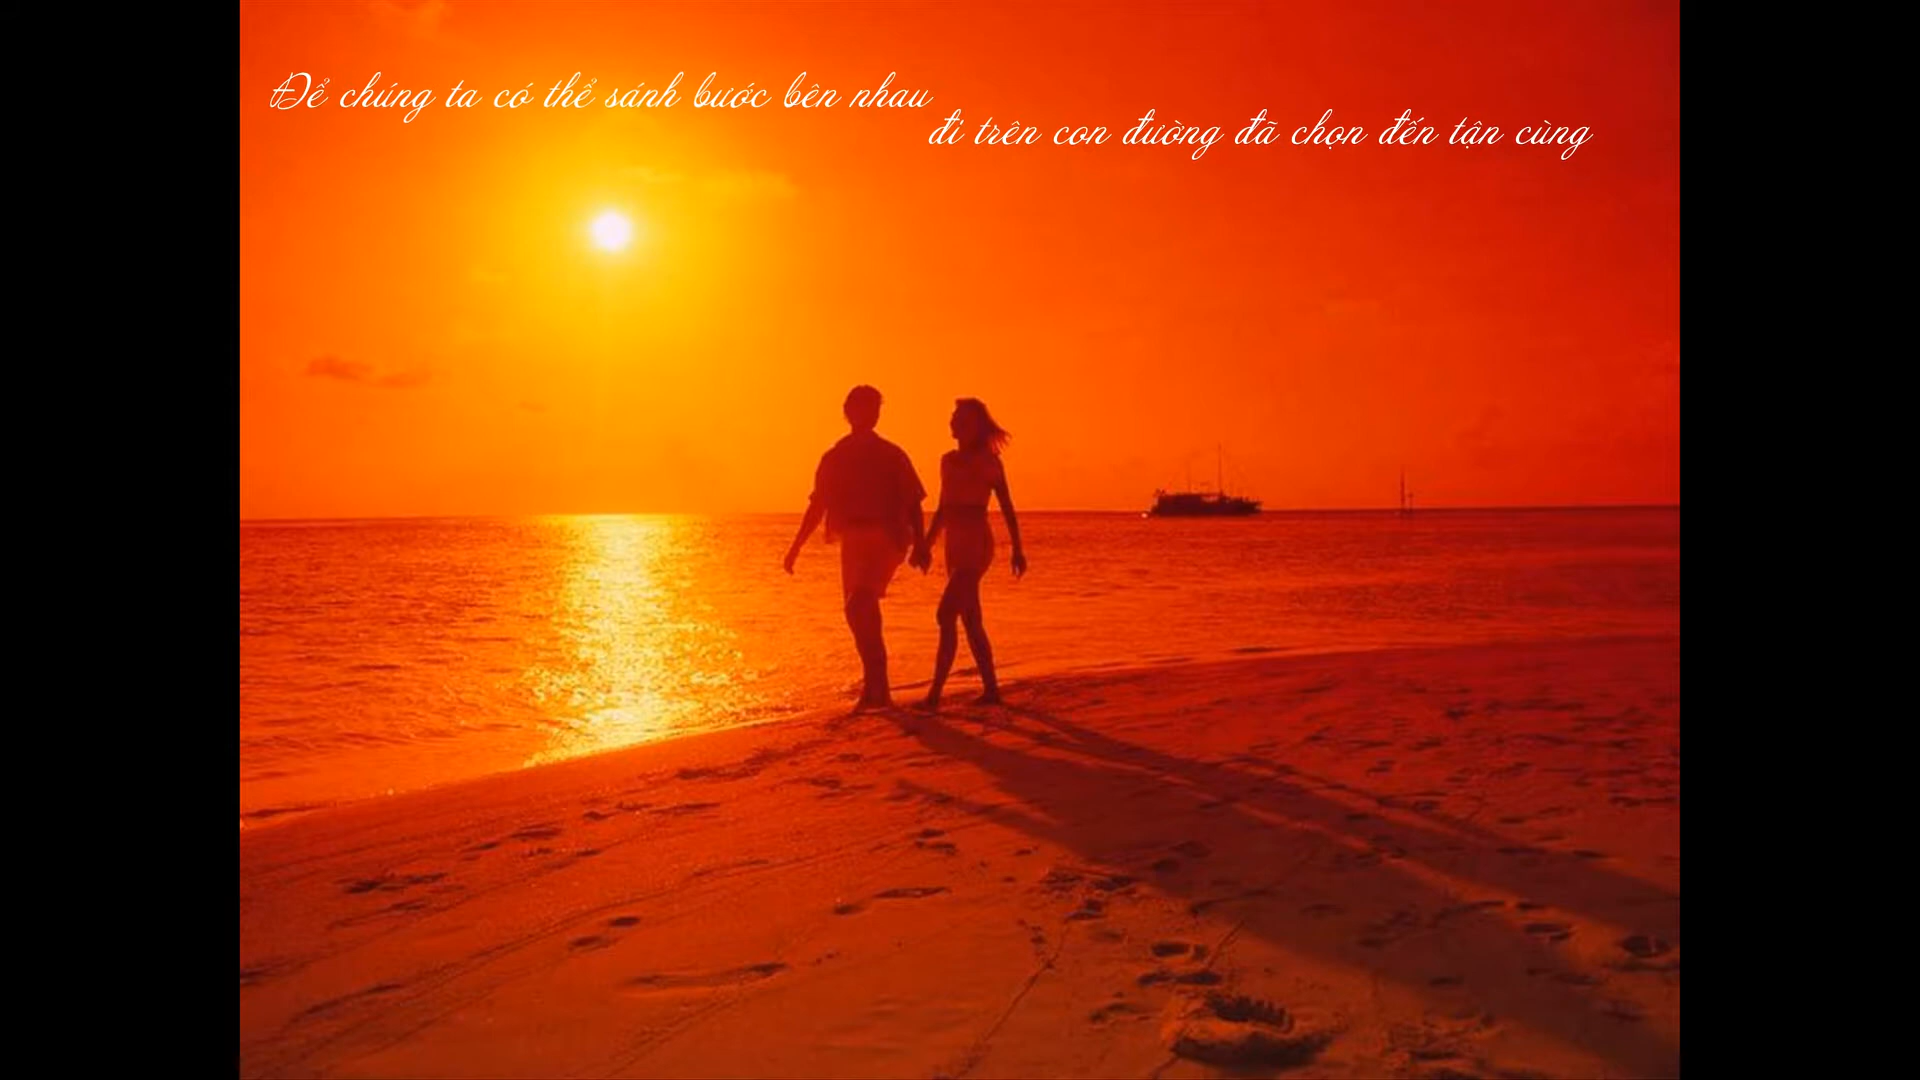 Để chúng ta có thể sánh bước bên nhau
đi trên con đường đã chọn đến tận cùng